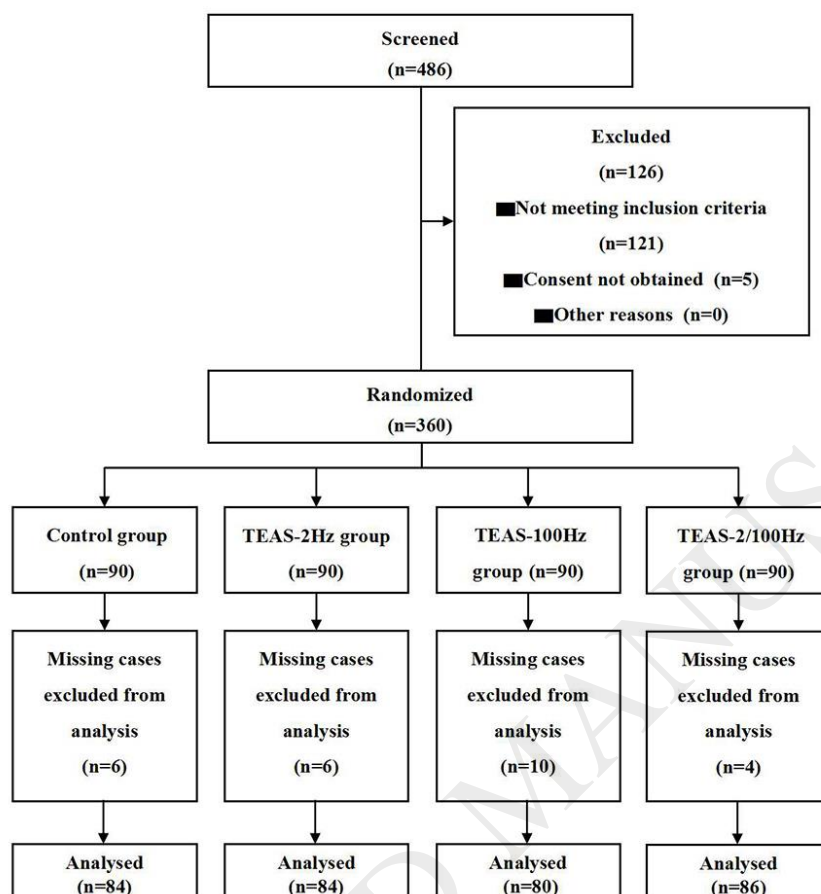 Screened
(n=486)
Excluded
(n=126)
Not meeting inclusion criteria
(n=121)
Consent not obtained (n=5)
Other reasons (n=0)
Randomized
(n=360)
Control group
(n=90)
TEAS-2Hz group
(n=90)
TEAS-100Hz
group (n=90)
TEAS-2/100Hz
group (n=90)
Missing cases
excluded from
analysis
(n=6)
Missing cases
excluded from
analysis
(n=6)
Missing cases
excluded from
analysis
(n=10)
Missing cases
excluded from
analysis
(n=4)
Analysed
(n=84)
Analysed
(n=84)
Analysed
(n=80)
Analysed
(n=86)
D MANUS